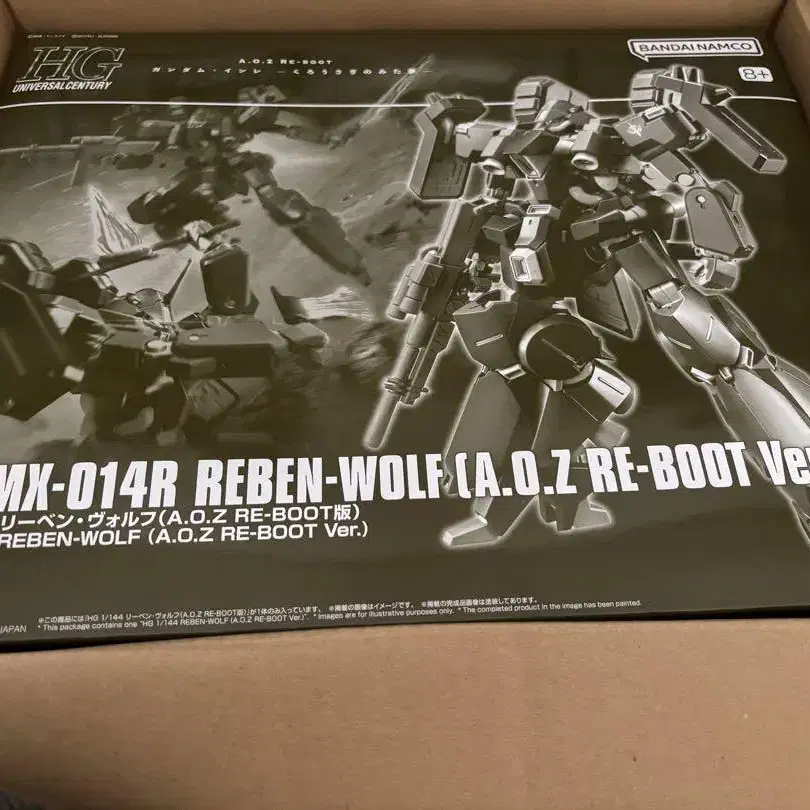 HG
UNIVERSAL CENTURY
A.O.Z RE-BOOT
ガンダム・インレ ―くろうさぎのみた夢―
BANDAI NAMCO
8+
MX-014R REBEN-WOLF (A.O.Z RE-BOOT Ver
リーベン・ヴォルフ(A.O.Z RE-BOOT版)
REBEN-WOLF (A.O.Z RE-BOOT Ver.)
※この商品には『HG 1/144 リーベン・ヴォルフ(A.O.Z RE-BOOT版)』が1体のみ入っています。 ※掲載の画像はイメージです。 ※掲載の完成品画像は塗装してあります。
JAPAN * This package contains one "HG 1/144 REBEN-WOLF (A.O.Z RE-BOOT Ver.)". * Images are for illustrative purposes only. * The completed product in the image has been painted.